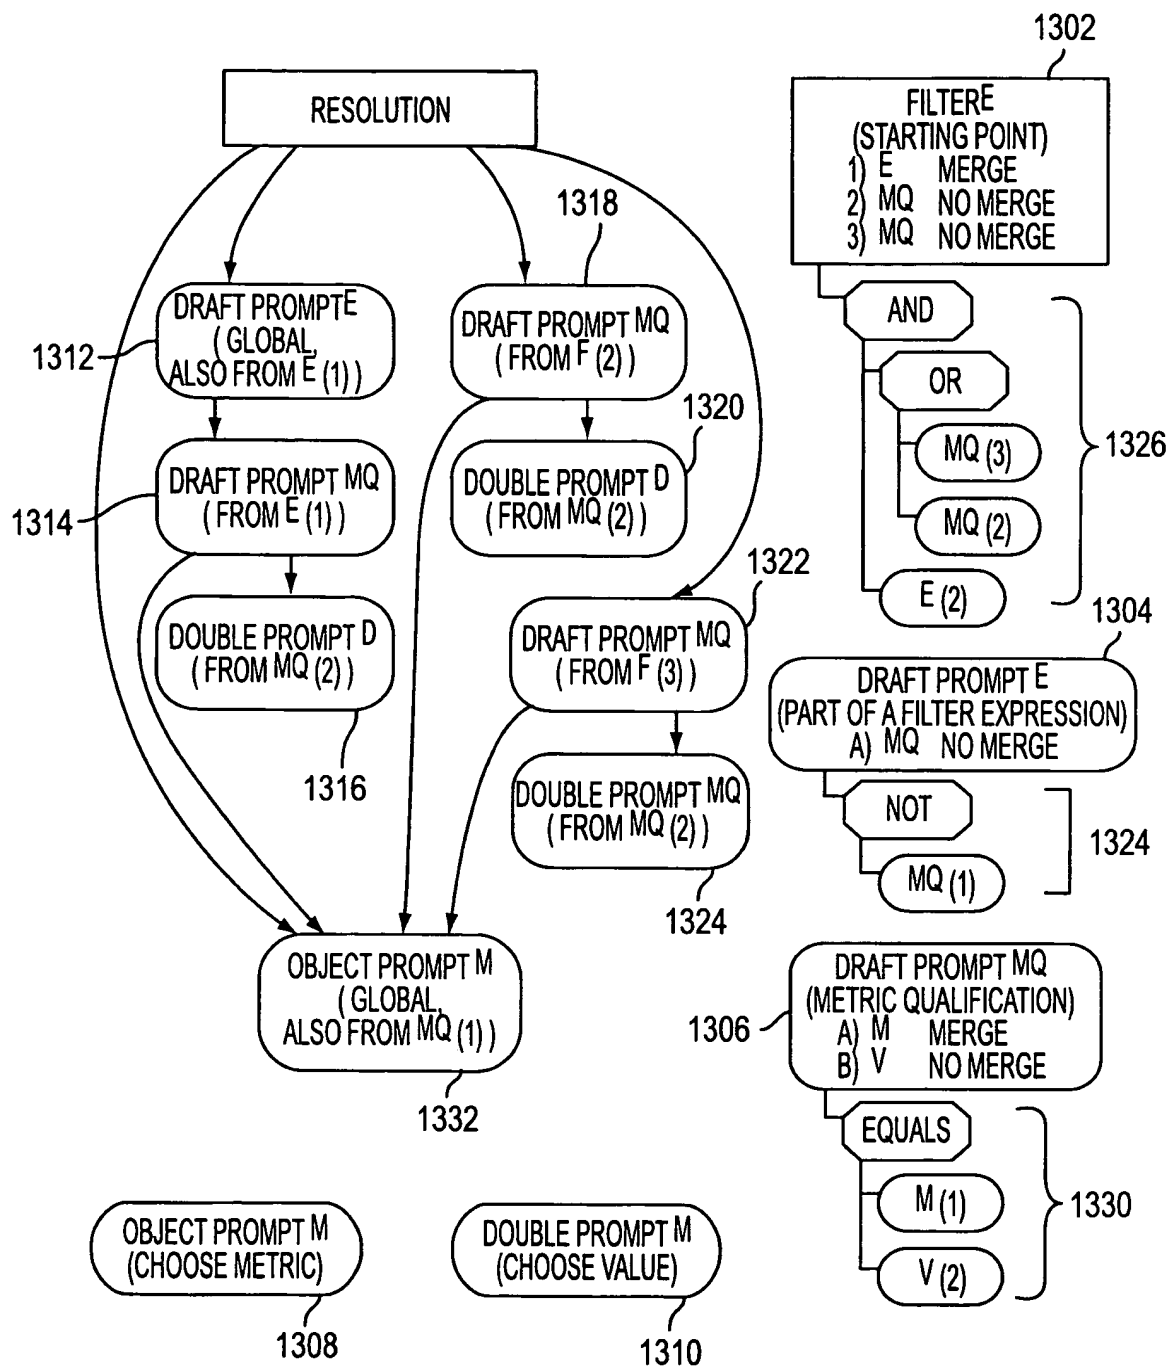 1302
RESOLUTION
FILTER E
(STARTING POINT)
1) E MERGE
2) MQ NO MERGE
3) MQ NO MERGE
1318
DRAFT PROMPT E
( GLOBAL,
ALSO FROM E (1) )
1312
DRAFT PROMPT MQ
( FROM F (2) )
AND
OR
MQ (3)
MQ (2)
E (2)
1326
1320
DRAFT PROMPT MQ
( FROM E (1) )
1314
DOUBLE PROMPT D
( FROM MQ (2) )
1322
DOUBLE PROMPT D
( FROM MQ (2) )
1316
DRAFT PROMPT MQ
( FROM F (3) )
1304
DRAFT PROMPT E
(PART OF A FILTER EXPRESSION)
A) MQ NO MERGE
DOUBLE PROMPT MQ
( FROM MQ (2) )
1324
NOT
MQ (1)
1324
OBJECT PROMPT M
( GLOBAL,
ALSO FROM MQ (1) )
1332
DRAFT PROMPT MQ
(METRIC QUALIFICATION)
A) M MERGE
B) V NO MERGE
1306
EQUALS
M (1)
V (2)
1330
OBJECT PROMPT M
(CHOOSE METRIC)
1308
DOUBLE PROMPT M
(CHOOSE VALUE)
1310